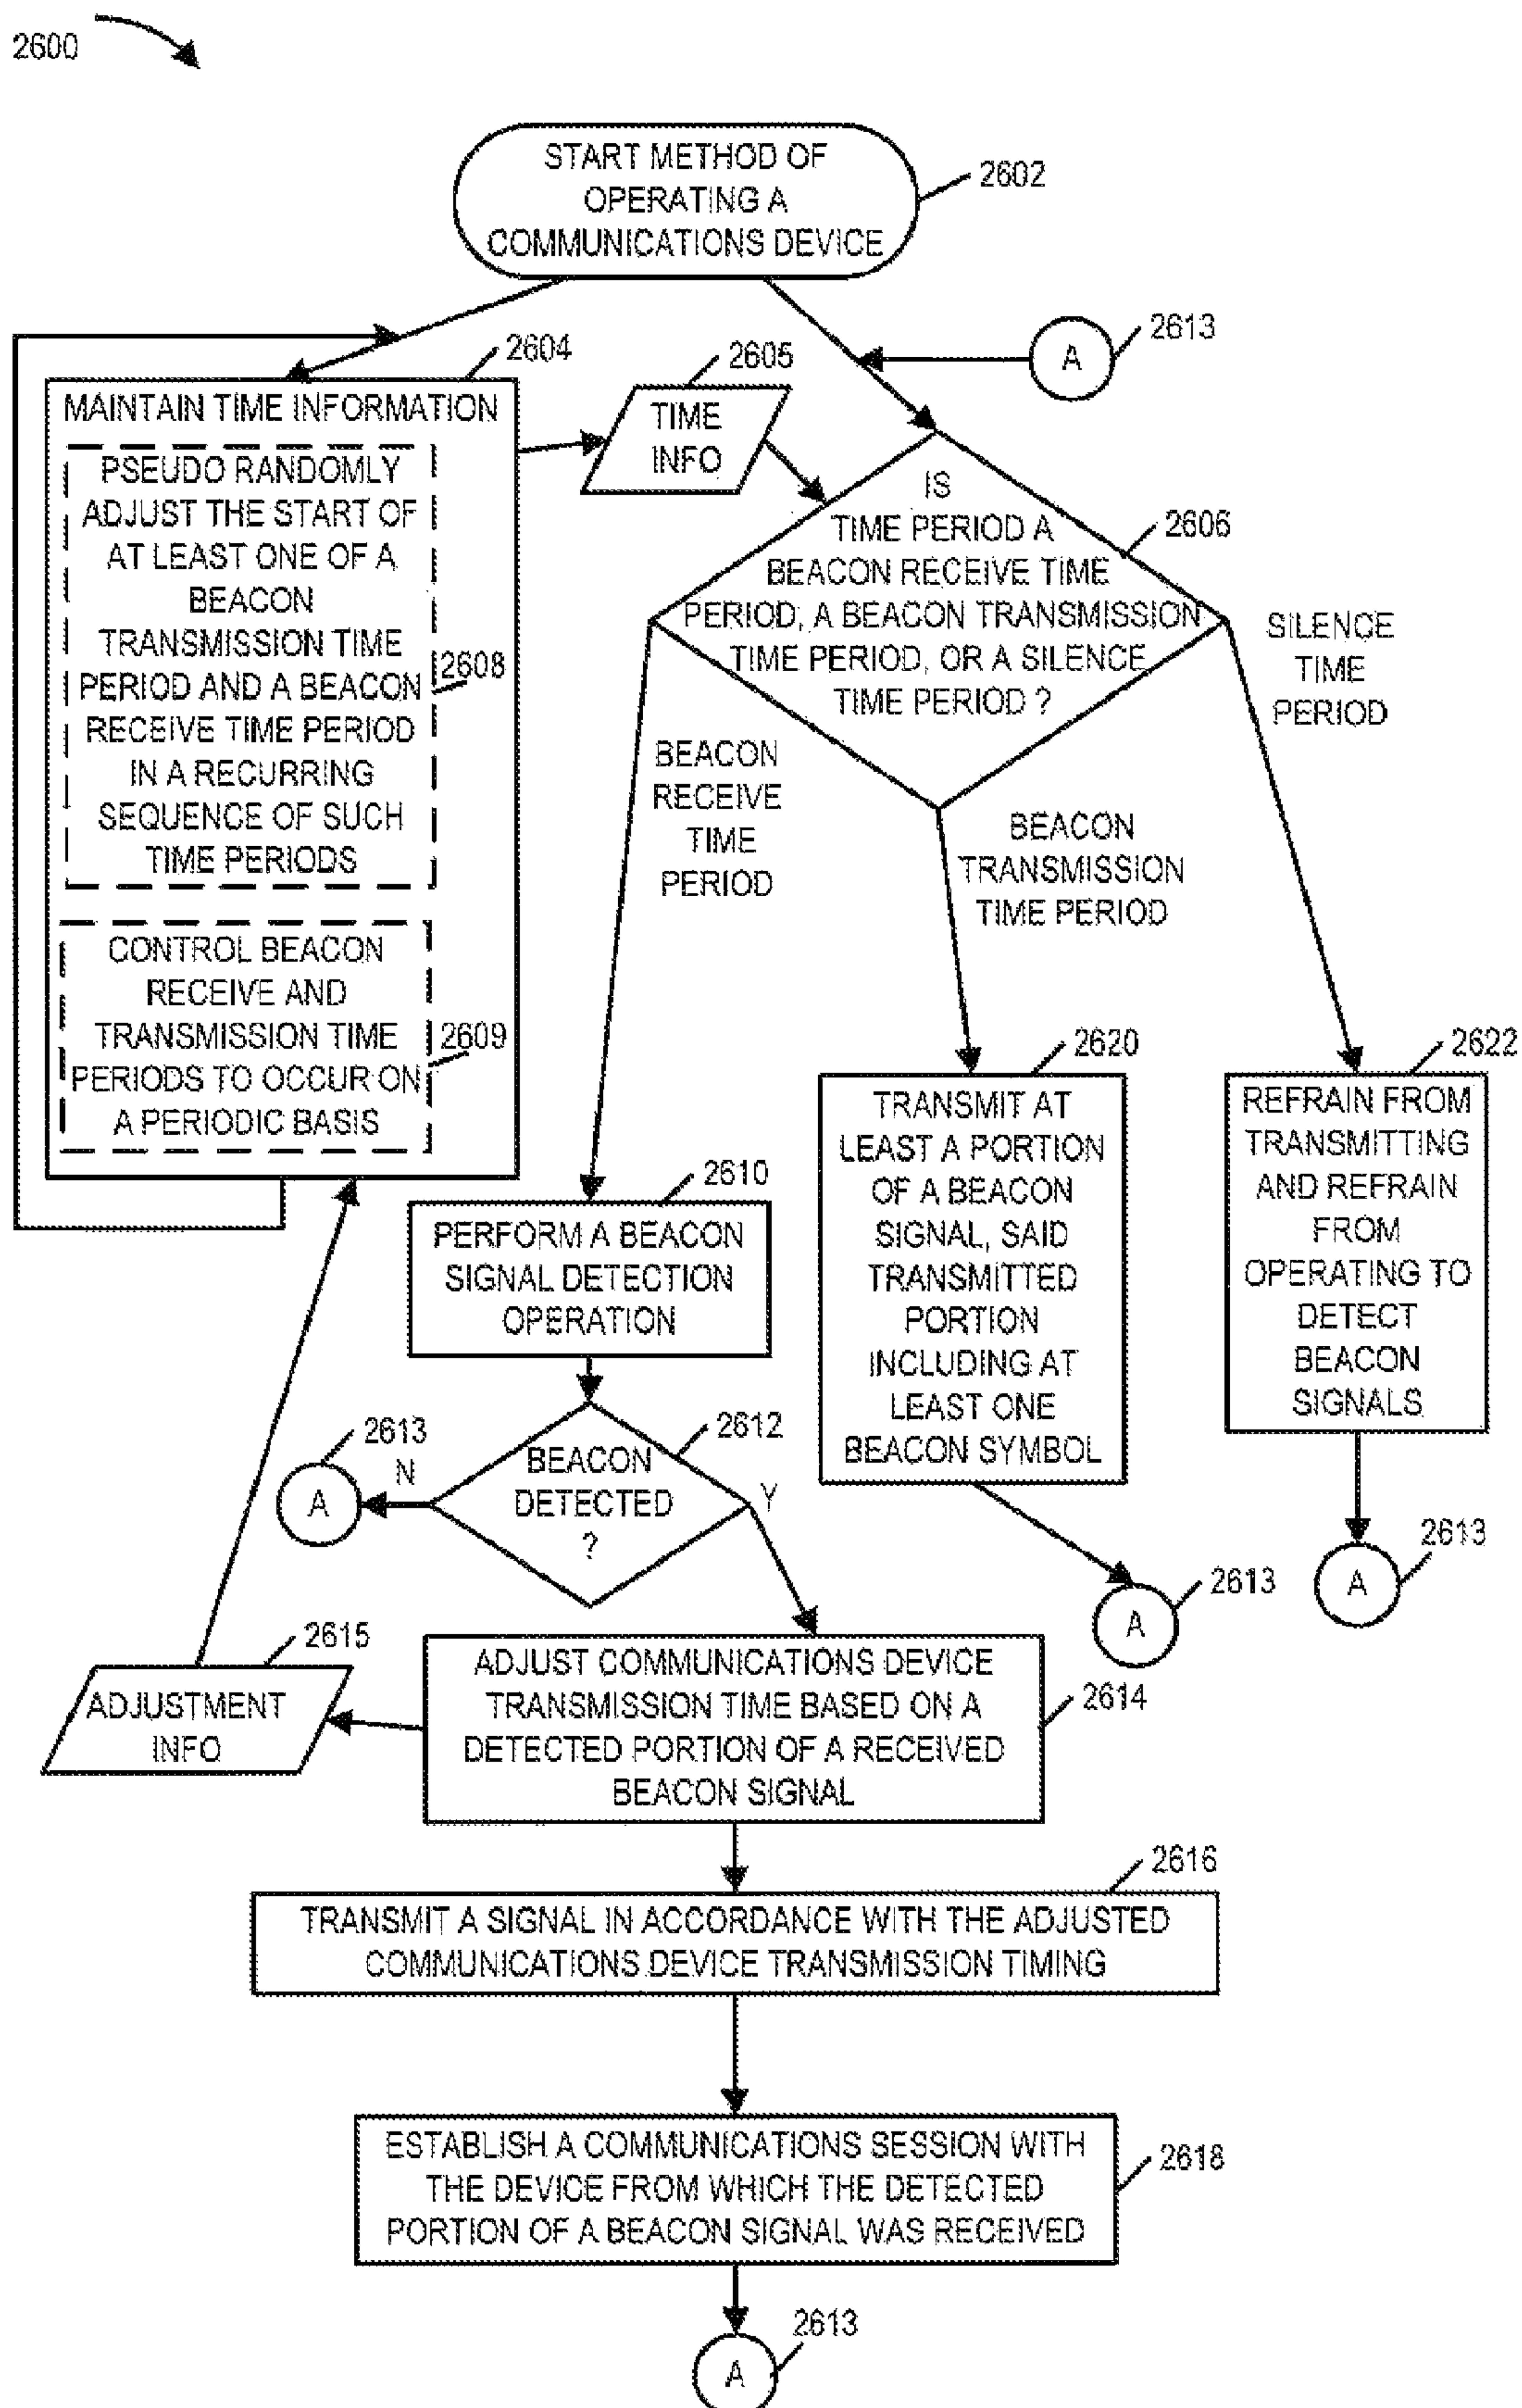 2600
START METHOD OF
OPERATING A
COMMUNICATIONS DEVICE
2602
A
2613
2604
MAINTAIN TIME INFORMATION
PSEUDO RANDOMLY
ADJUST THE START OF
AT LEAST ONE OF A
BEACON
TRANSMISSION TIME
PERIOD AND A BEACON
RECEIVE TIME PERIOD
IN A RECURRING
SEQUENCE OF SUCH
TIME PERIODS
2608
CONTROL BEACON
RECEIVE AND
TRANSMISSION TIME
PERIODS TO OCCUR ON
A PERIODIC BASIS
2609
2605
TIME
INFO
IS
TIME PERIOD A
BEACON RECEIVE TIME
PERIOD, A BEACON TRANSMISSION
TIME PERIOD, OR A SILENCE
TIME PERIOD ?
2606
BEACON
RECEIVE
TIME
PERIOD
BEACON
TRANSMISSION
TIME PERIOD
SILENCE
TIME
PERIOD
2610
PERFORM A BEACON
SIGNAL DETECTION
OPERATION
2620
TRANSMIT AT
LEAST A PORTION
OF A BEACON
SIGNAL, SAID
TRANSMITTED
PORTION
INCLUDING AT
LEAST ONE
BEACON SYMBOL
2622
REFRAIN FROM
TRANSMITTING
AND REFRAIN
FROM
OPERATING TO
DETECT
BEACON
SIGNALS
2612
BEACON
DETECTED
?
N
Y
2613
A
2613
A
2613
A
2615
ADJUSTMENT
INFO
ADJUST COMMUNICATIONS DEVICE
TRANSMISSION TIME BASED ON A
DETECTED PORTION OF A RECEIVED
BEACON SIGNAL
2614
2616
TRANSMIT A SIGNAL IN ACCORDANCE WITH THE ADJUSTED
COMMUNICATIONS DEVICE TRANSMISSION TIMING
ESTABLISH A COMMUNICATIONS SESSION WITH
THE DEVICE FROM WHICH THE DETECTED
PORTION OF A BEACON SIGNAL WAS RECEIVED
2618
2613
A